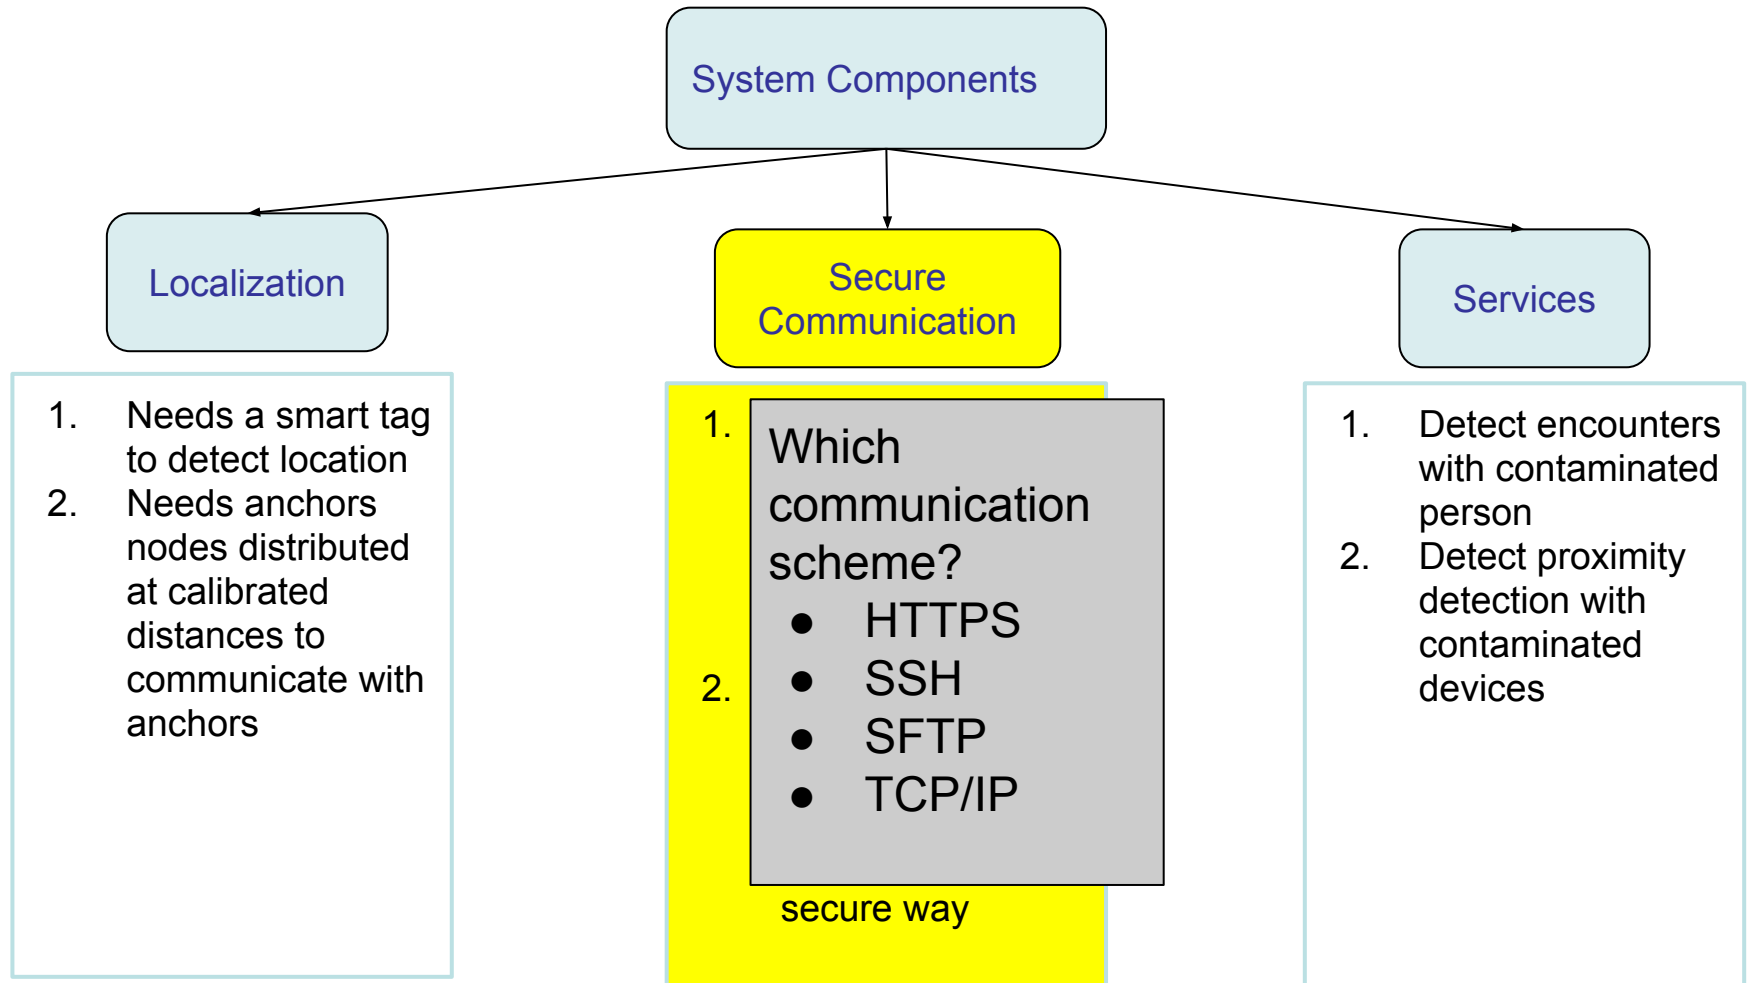 System Components
Localization
Secure
Communication
Services
1. Needs a smart tag
to detect location
2. Needs anchors
nodes distributed
at calibrated
distances to
communicate with
anchors
1.
2.
secure way
Which
communication
scheme?
● HTTPS
● SSH
● SFTP
● TCP/IP
1. Detect encounters
with contaminated
person
2. Detect proximity
detection with
contaminated
devices